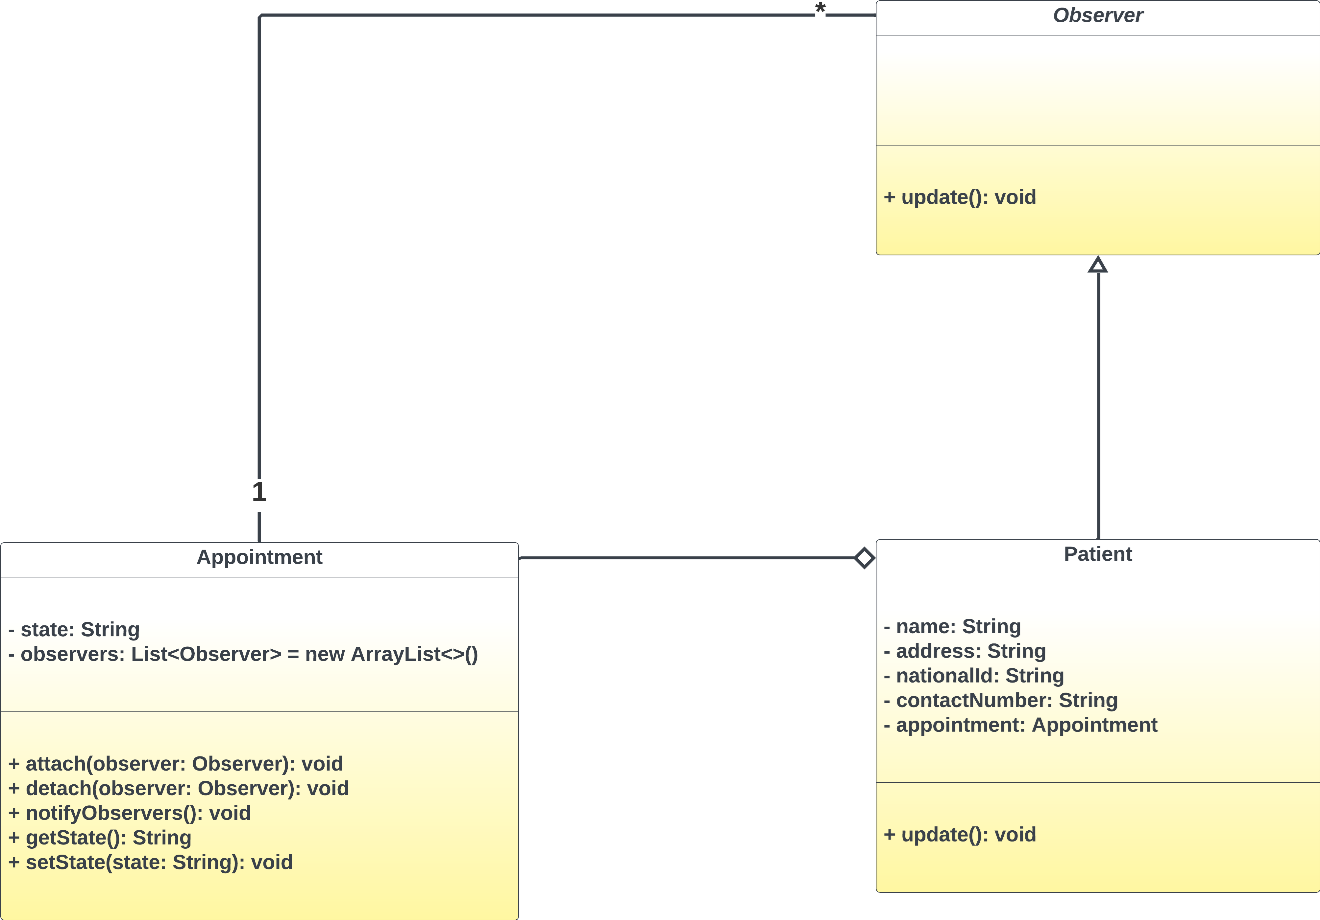 *
Observer
+ update(): void
1
Appointment
- state: String
- observers: List<Observer> = new ArrayList<>()
+ attach(observer: Observer): void
+ detach(observer: Observer): void
+ notifyObservers(): void
+ getState(): String
+ setState(state: String): void
Patient
- name: String
- address: String
- nationalId: String
- contactNumber: String
- appointment: Appointment
+ update(): void